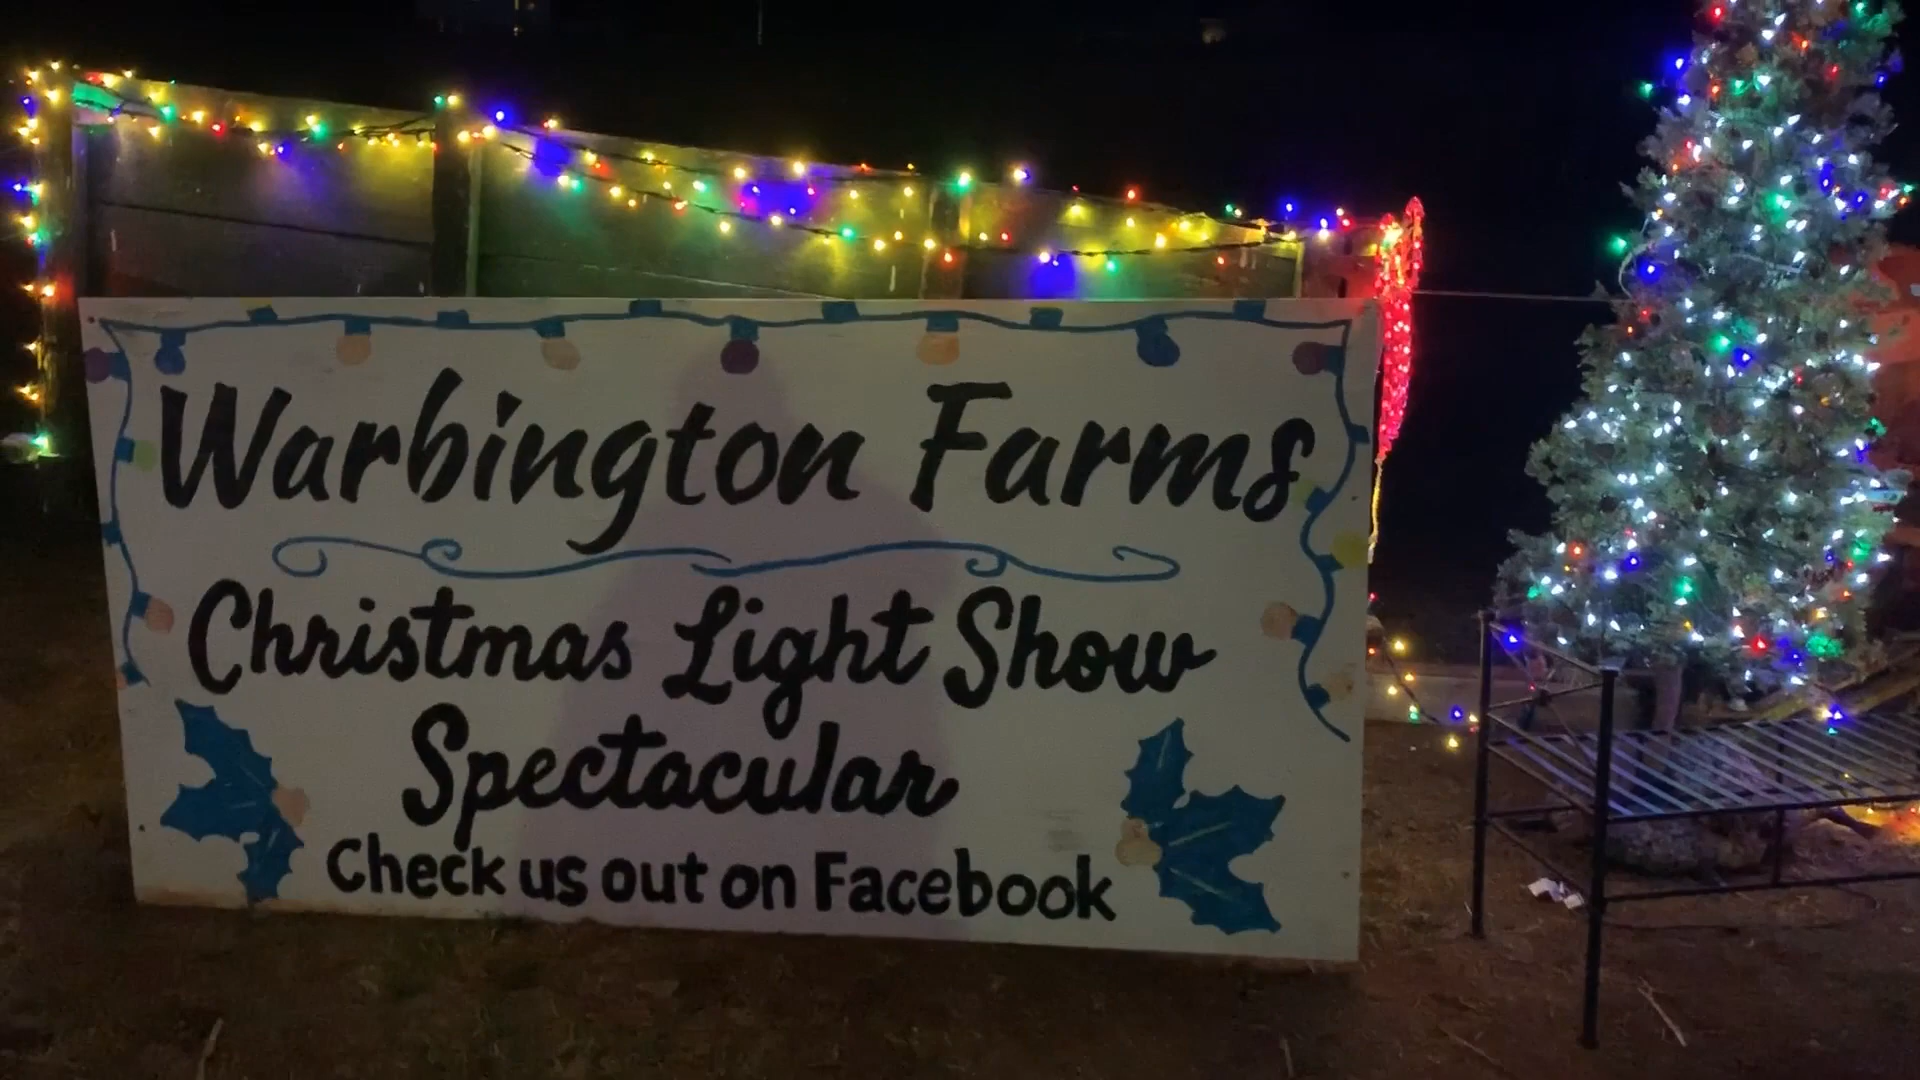 Warbington Farms
Christmas Light Show
Spectacular
Check us out on Facebook